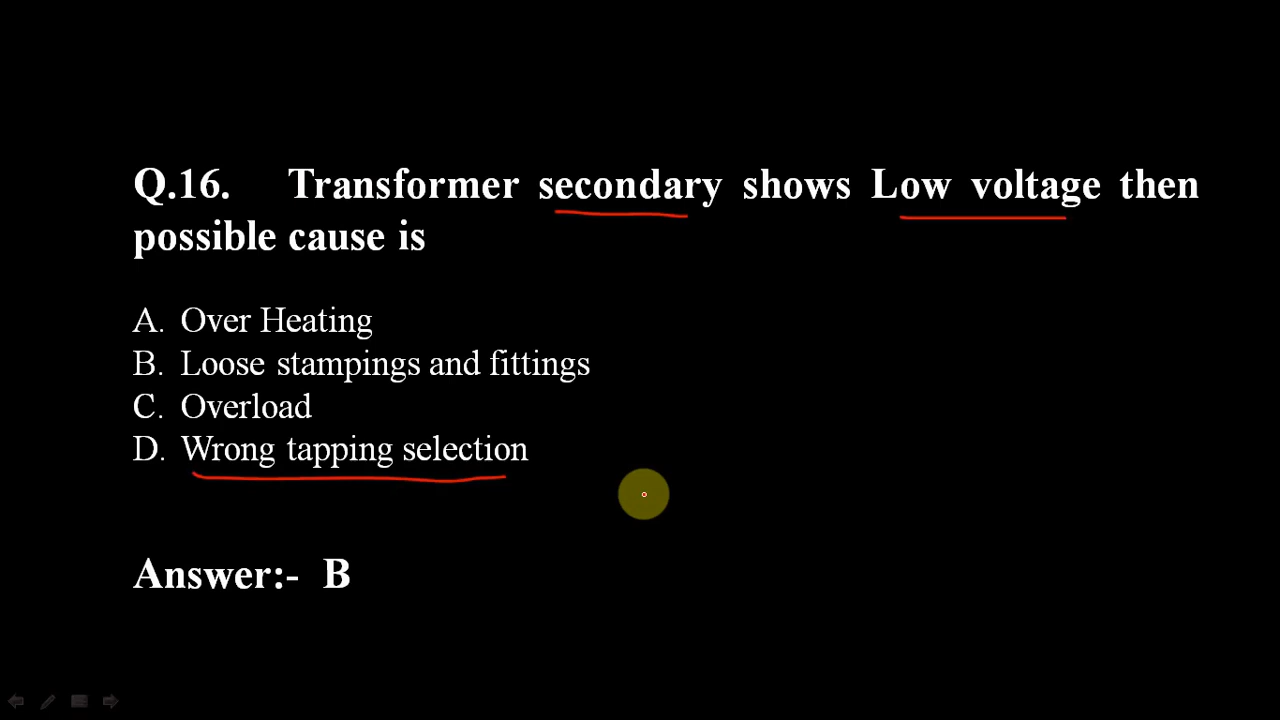 Q.16. Transformer secondary shows Low voltage then
possible cause is
A. Over Heating
B. Loose stampings and fittings
C. Overload
D. Wrong tapping selection
Answer:- B